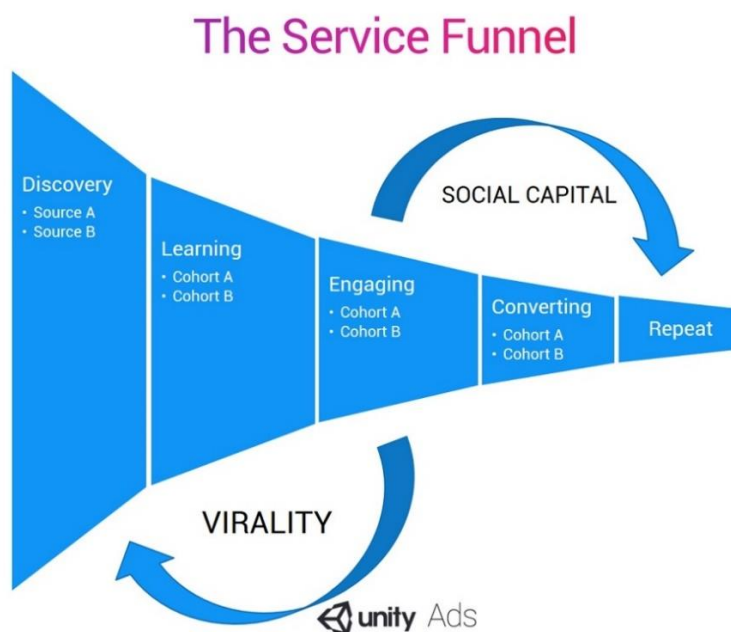 The Service Funnel
Discovery
• Source A
• Source B
Learning
• Cohort A
• Cohort B
Engaging
• Cohort A
• Cohort B
Converting
• Cohort A
• Cohort B
Repeat
SOCIAL CAPITAL
VIRALITY
unity Ads